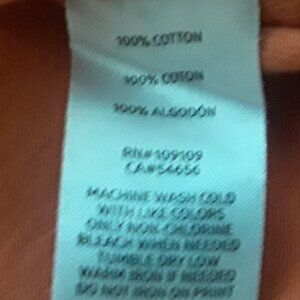 100% COTTON
100% COTON
100% ALGODÓN
RN# 109109
CA#54656
MACHINE WASH COLD
WITH LIKE COLORS
ONLY NON-CHLORINE
BLEACH WHEN NEEDED
TUMBLE DRY LOW
WARM IRON IF NEEDED
DO NOT IRON ON PRINT